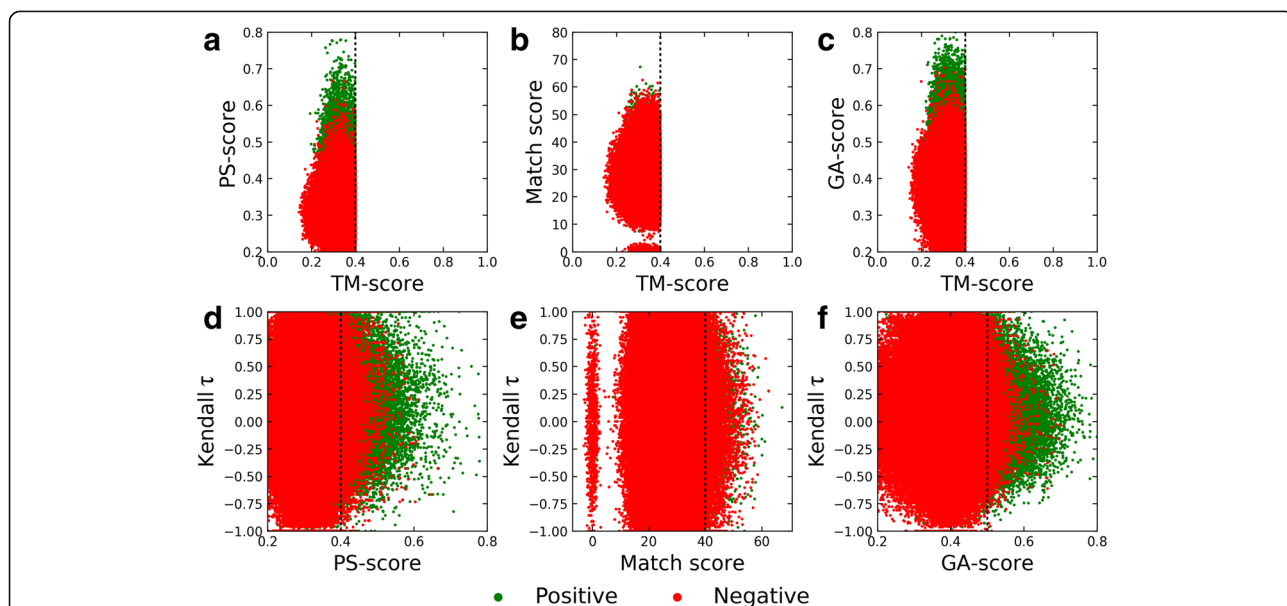 a
0.8
0.7
0.6
0.5
0.4
0.3
0.2
PS-score
0.0 0.2 0.4 0.6 0.8 1.0
TM-score
b
80
70
60
50
40
30
20
10
0
Match score
0.0 0.2 0.4 0.6 0.8 1.0
TM-score
c
0.8
0.7
0.6
0.5
0.4
0.3
0.2
GA-score
0.0 0.2 0.4 0.6 0.8 1.0
TM-score
d
1.00
0.75
0.50
0.25
0.00
−0.25
−0.50
−0.75
−1.00
Kendall τ
0.2 0.4 0.6 0.8
PS-score
e
1.00
0.75
0.50
0.25
0.00
−0.25
−0.50
−0.75
−1.00
Kendall τ
0 20 40 60
Match score
f
1.00
0.75
0.50
0.25
0.00
−0.25
−0.50
−0.75
−1.00
Kendall τ
0.2 0.3 0.4 0.5 0.6 0.7 0.8
GA-score
Positive Negative